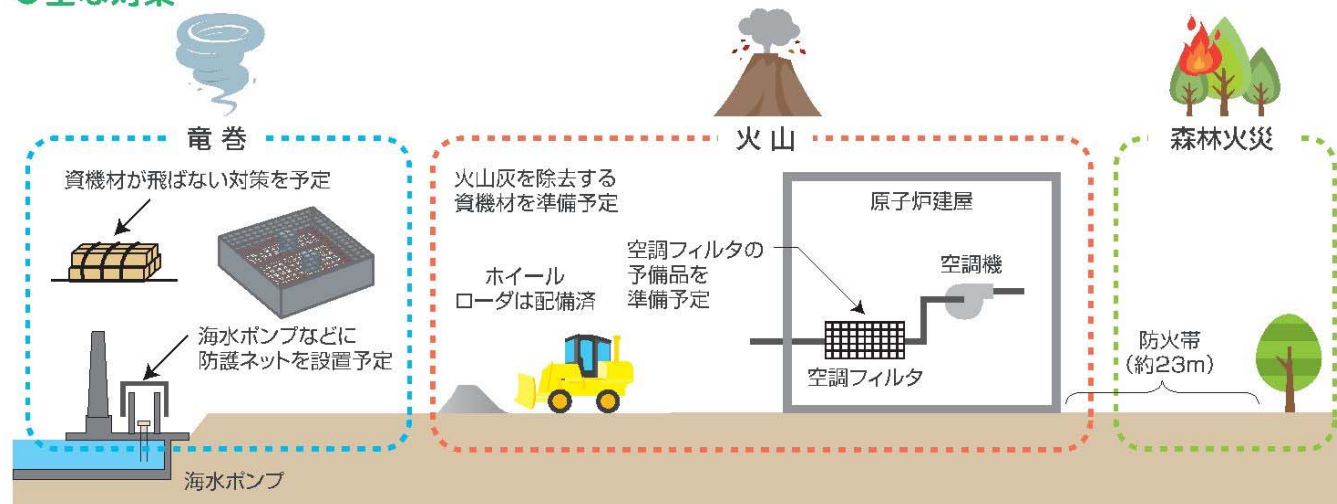 ●主な対策
竜巻
資機材が飛ばない対策を予定
海水ポンプなどに
防護ネットを設置予定
海水ポンプ
火山
火山灰を除去する
資機材を準備予定
ホイール
ローダは配備済
空調フィルタの
予備品を
準備予定
原子炉建屋
空調機
空調フィルタ
森林火災
防火帯
(約23m)